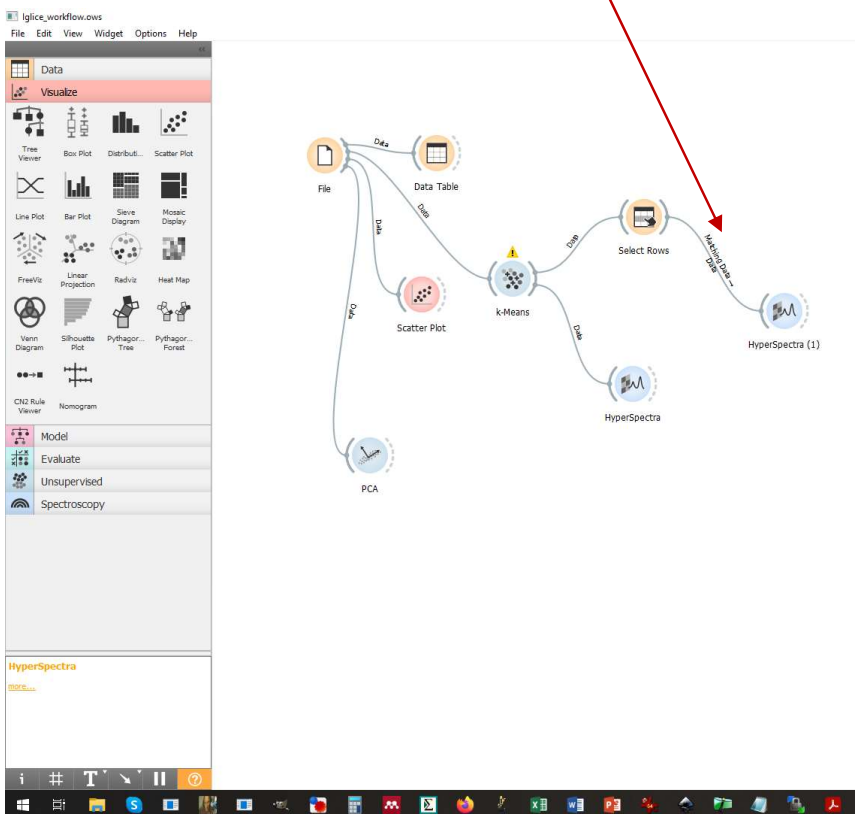 lglice_workflow.ows
File Edit View Widget Options Help
Data
Visualize
Tree Viewer
Box Plot
Distributi...
Scatter Plot
Line Plot
Bar Plot
Sieve Diagram
Mosaic Display
FreeViz
Linear Projection
Radviz
Heat Map
Venn Diagram
Silhouette Plot
Pythagor... Tree
Pythagor... Forest
CN2 Rule Viewer
Nomogram
Model
Evaluate
Unsupervised
Spectroscopy
HyperSpectra
more...
File
Data
Data Table
Data
Data
Data
Scatter Plot
PCA
k-Means
Data
Select Rows
Matching Data → Data
HyperSpectra (1)
Data
HyperSpectra